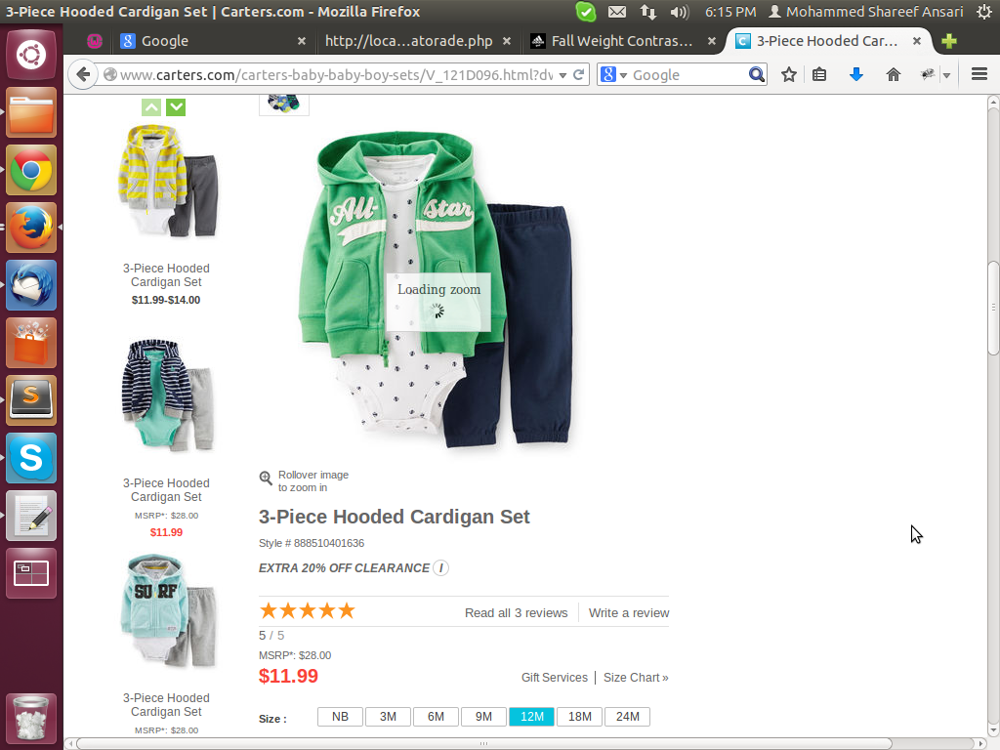 3-Piece Hooded Cardigan Set | Carters.com - Mozilla Firefox
6:15 PM
Mohammed Shareef Ansari
Google
http://loca…atorade.php
Fall Weight Contras…
3-Piece Hooded Car…
www.carters.com/carters-baby-baby-boy-sets/V_121D096.html?dv
Google
3-Piece Hooded
Cardigan Set
$11.99-$14.00
3-Piece Hooded
Cardigan Set
MSRP*: $28.00
$11.99
SURF
3-Piece Hooded
Cardigan Set
MSRP*: $28.00
All-Star
Loading zoom
Rollover image
to zoom in
3-Piece Hooded Cardigan Set
Style # 888510401636
EXTRA 20% OFF CLEARANCE i
Read all 3 reviews
Write a review
5 / 5
MSRP*: $28.00
$11.99
Gift Services
Size Chart »
Size :
NB
3M
6M
9M
12M
18M
24M